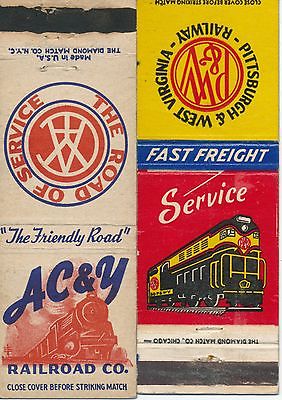 Made in U.S.A.
THE DIAMOND MATCH CO. N.Y.C.
THE ROAD OF SERVICE
"The Friendly Road"
AC&Y
RAILROAD CO.
CLOSE COVER BEFORE STRIKING MATCH
CLOSE COVER BEFORE STRIKING MATCH
PITTSBURGH & WEST VIRGINIA
- RAILWAY -
P&W
FAST FREIGHT
Service
THE DIAMOND MATCH CO. CHICAGO